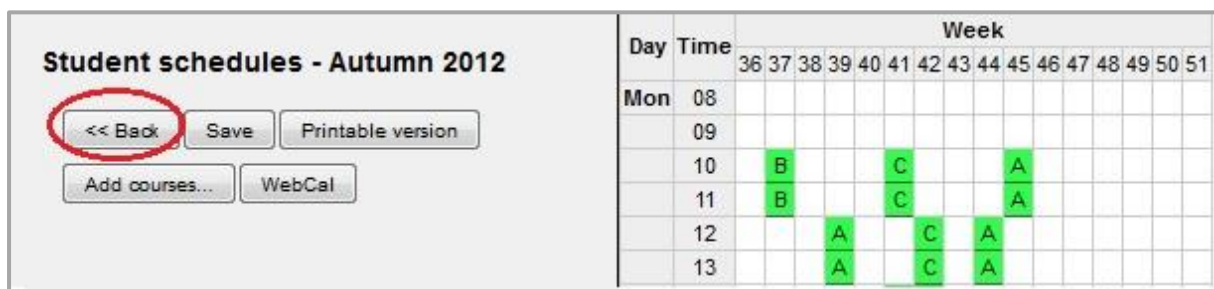 Student schedules - Autumn 2012
<< Back Save Printable version
Add courses... WebCal
Day Time Week
36 37 38 39 40 41 42 43 44 45 46 47 48 49 50 51
Mon 08
09
10 B C A
11 B C A
12 A C A
13 A C A